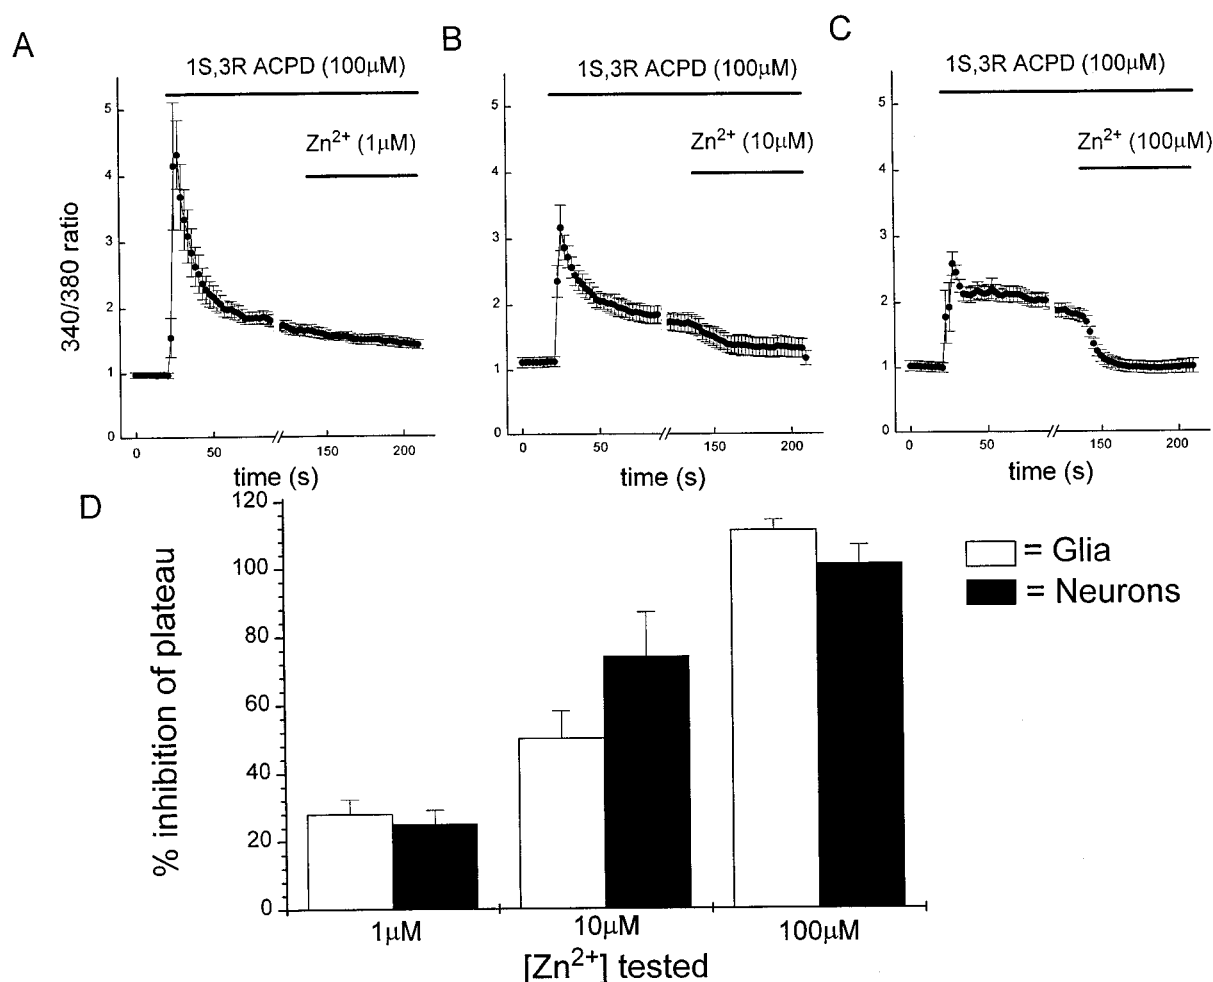 A
1S,3R ACPD (100μM)
Zn2+ (1μM)
340/380 ratio
5
4
3
2
1
0
0
50
150
200
time (s)
B
1S,3R ACPD (100μM)
Zn2+ (10μM)
5
4
3
2
1
0
0
50
150
200
time (s)
C
1S,3R ACPD (100μM)
Zn2+ (100μM)
5
4
3
2
1
0
0
50
150
200
time (s)
D
% inhibition of plateau
120
100
80
60
40
20
0
1μM
10μM
100μM
[Zn2+] tested
= Glia
= Neurons